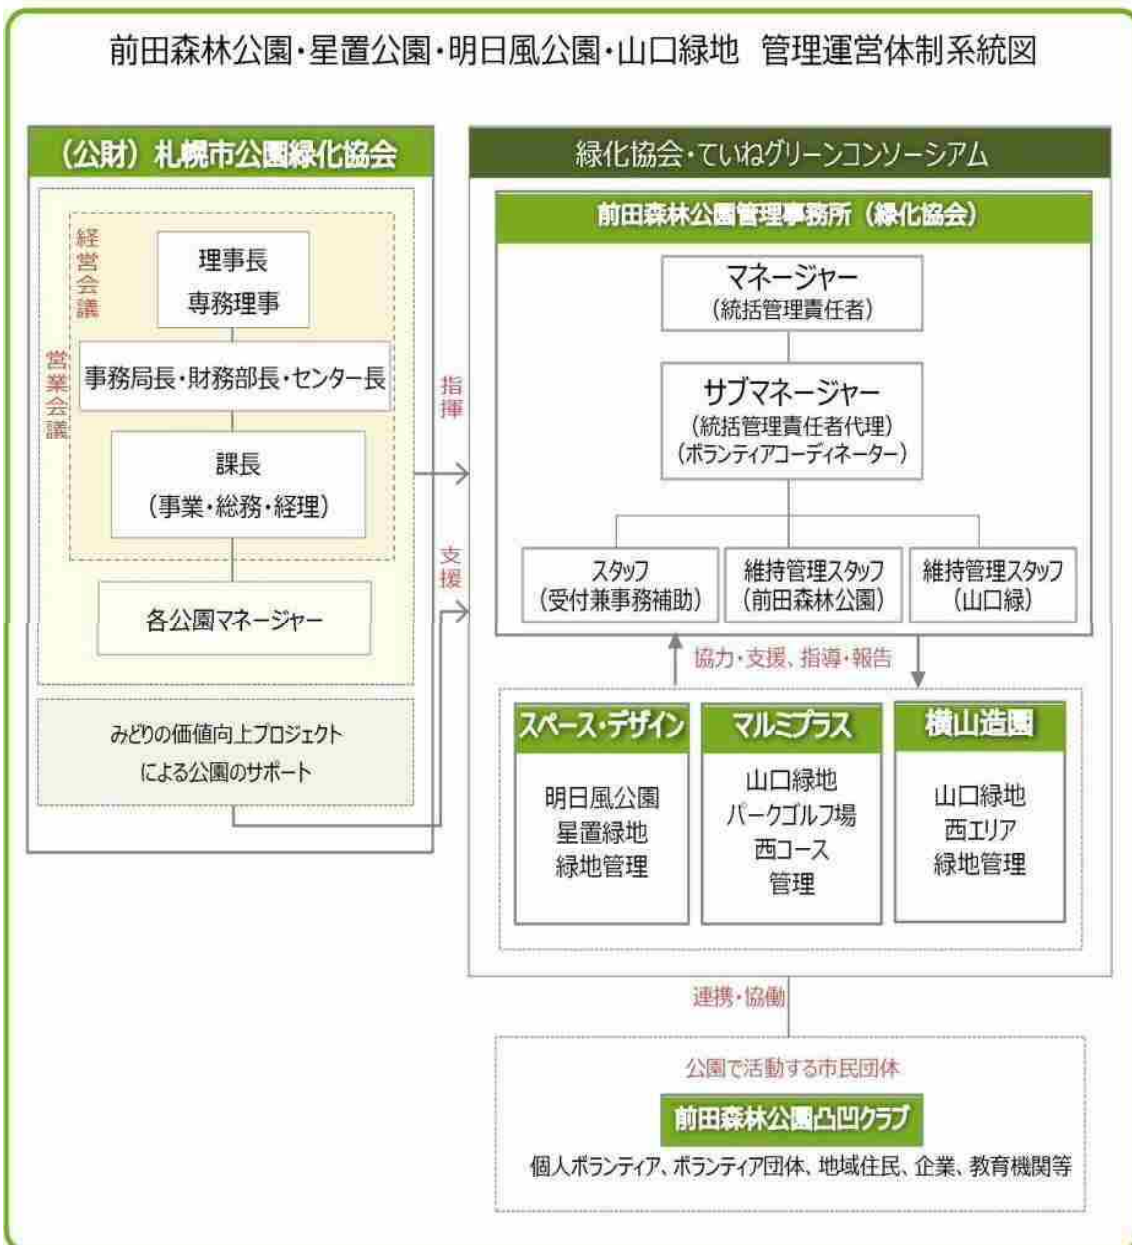 前田森林公園・星置公園・明日風公園・山口緑地 管理運営体制系統図
（公財）札幌市公園緑化協会
経営会議
営業会議
理事長
専務理事
事務局長・財務部長・センター長
課長
（事業・総務・経理）
各公園マネージャー
みどりの価値向上プロジェクト
による公園のサポート
指揮
支援
緑化協会・ていねグリーンコンソーシアム
前田森林公園管理事務所（緑化協会）
マネージャー
（統括管理責任者）
サブマネージャー
（統括管理責任者代理）
（ボランティアコーディネーター）
スタッフ
（受付兼事務補助）
維持管理スタッフ
（前田森林公園）
維持管理スタッフ
（山口緑）
協力・支援、指導・報告
スペース・デザイン
明日風公園
星置緑地
緑地管理
マルミプラス
山口緑地
パークゴルフ場
西コース
管理
横山造園
山口緑地
西エリア
緑地管理
連携・協働
公園で活動する市民団体
前田森林公園凸凹クラブ
個人ボランティア、ボランティア団体、地域住民、企業、教育機関等